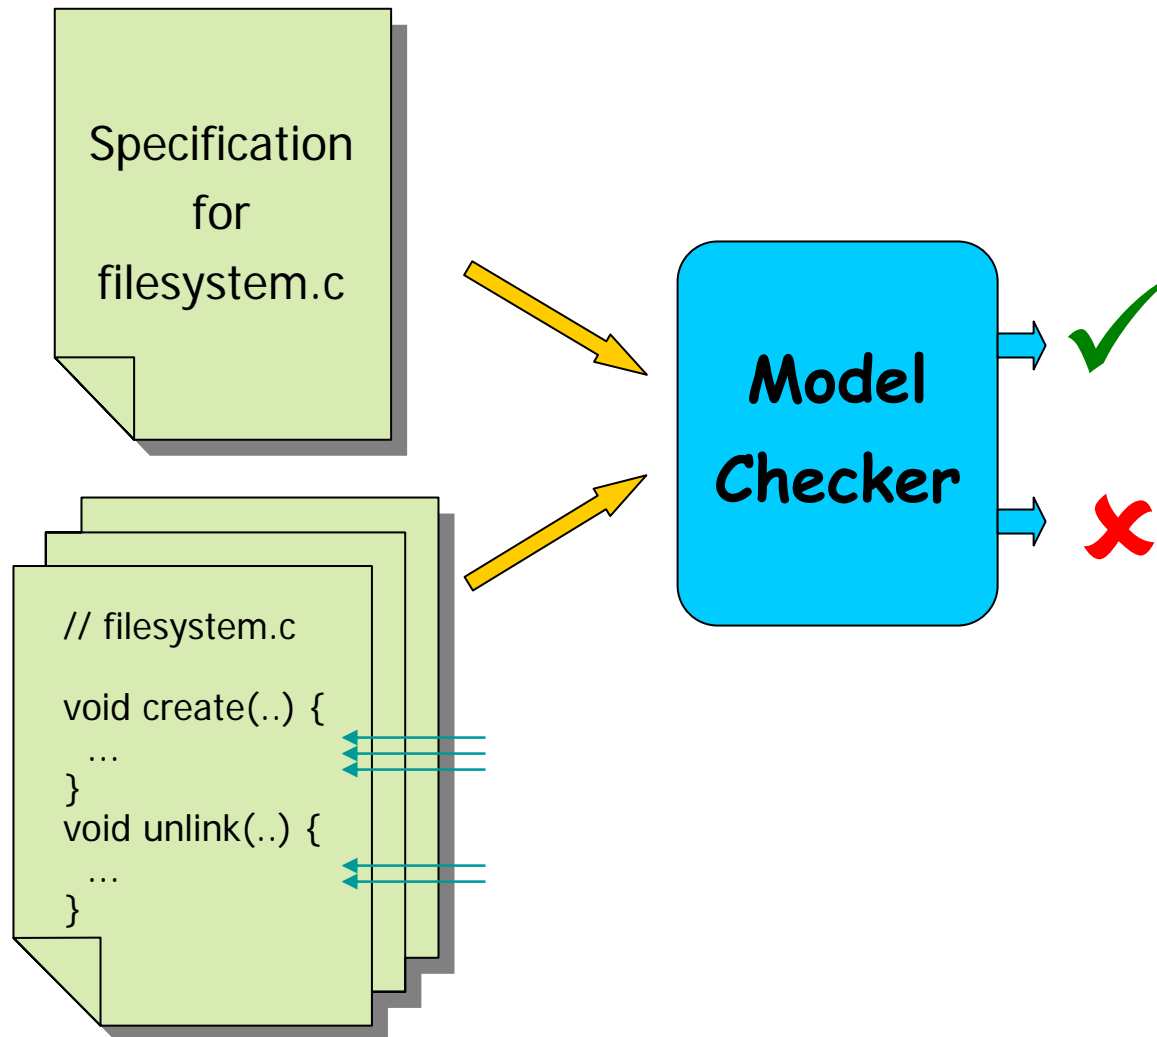 Specification
for
filesystem.c
Model
Checker
// filesystem.c
void create(..) {
...
}
void unlink(..) {
...
}